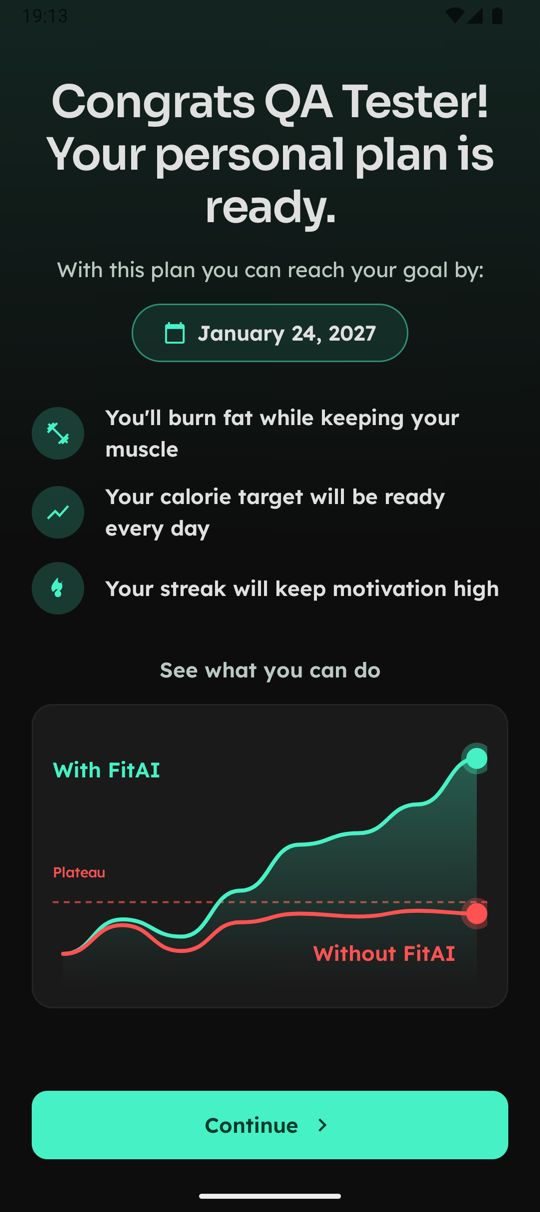 19:13
Congrats QA Tester!
Your personal plan is
ready.
With this plan you can reach your goal by:
January 24, 2027
You'll burn fat while keeping your
muscle
Your calorie target will be ready
every day
Your streak will keep motivation high
See what you can do
With FitAI
Plateau
Without FitAI
Continue